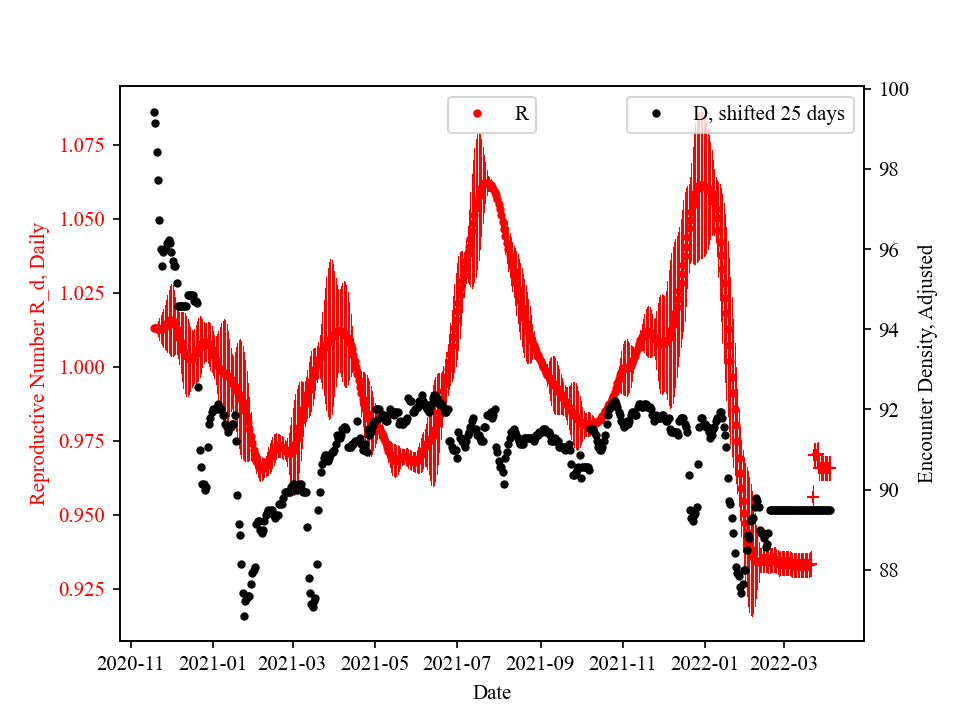 R
D, shifted 25 days
Reproductive Number R_d, Daily
1.075
1.050
1.025
1.000
0.975
0.950
0.925
100
98
96
94
92
90
88
Encounter Density, Adjusted
2020-11 2021-01 2021-03 2021-05 2021-07 2021-09 2021-11 2022-01 2022-03
Date